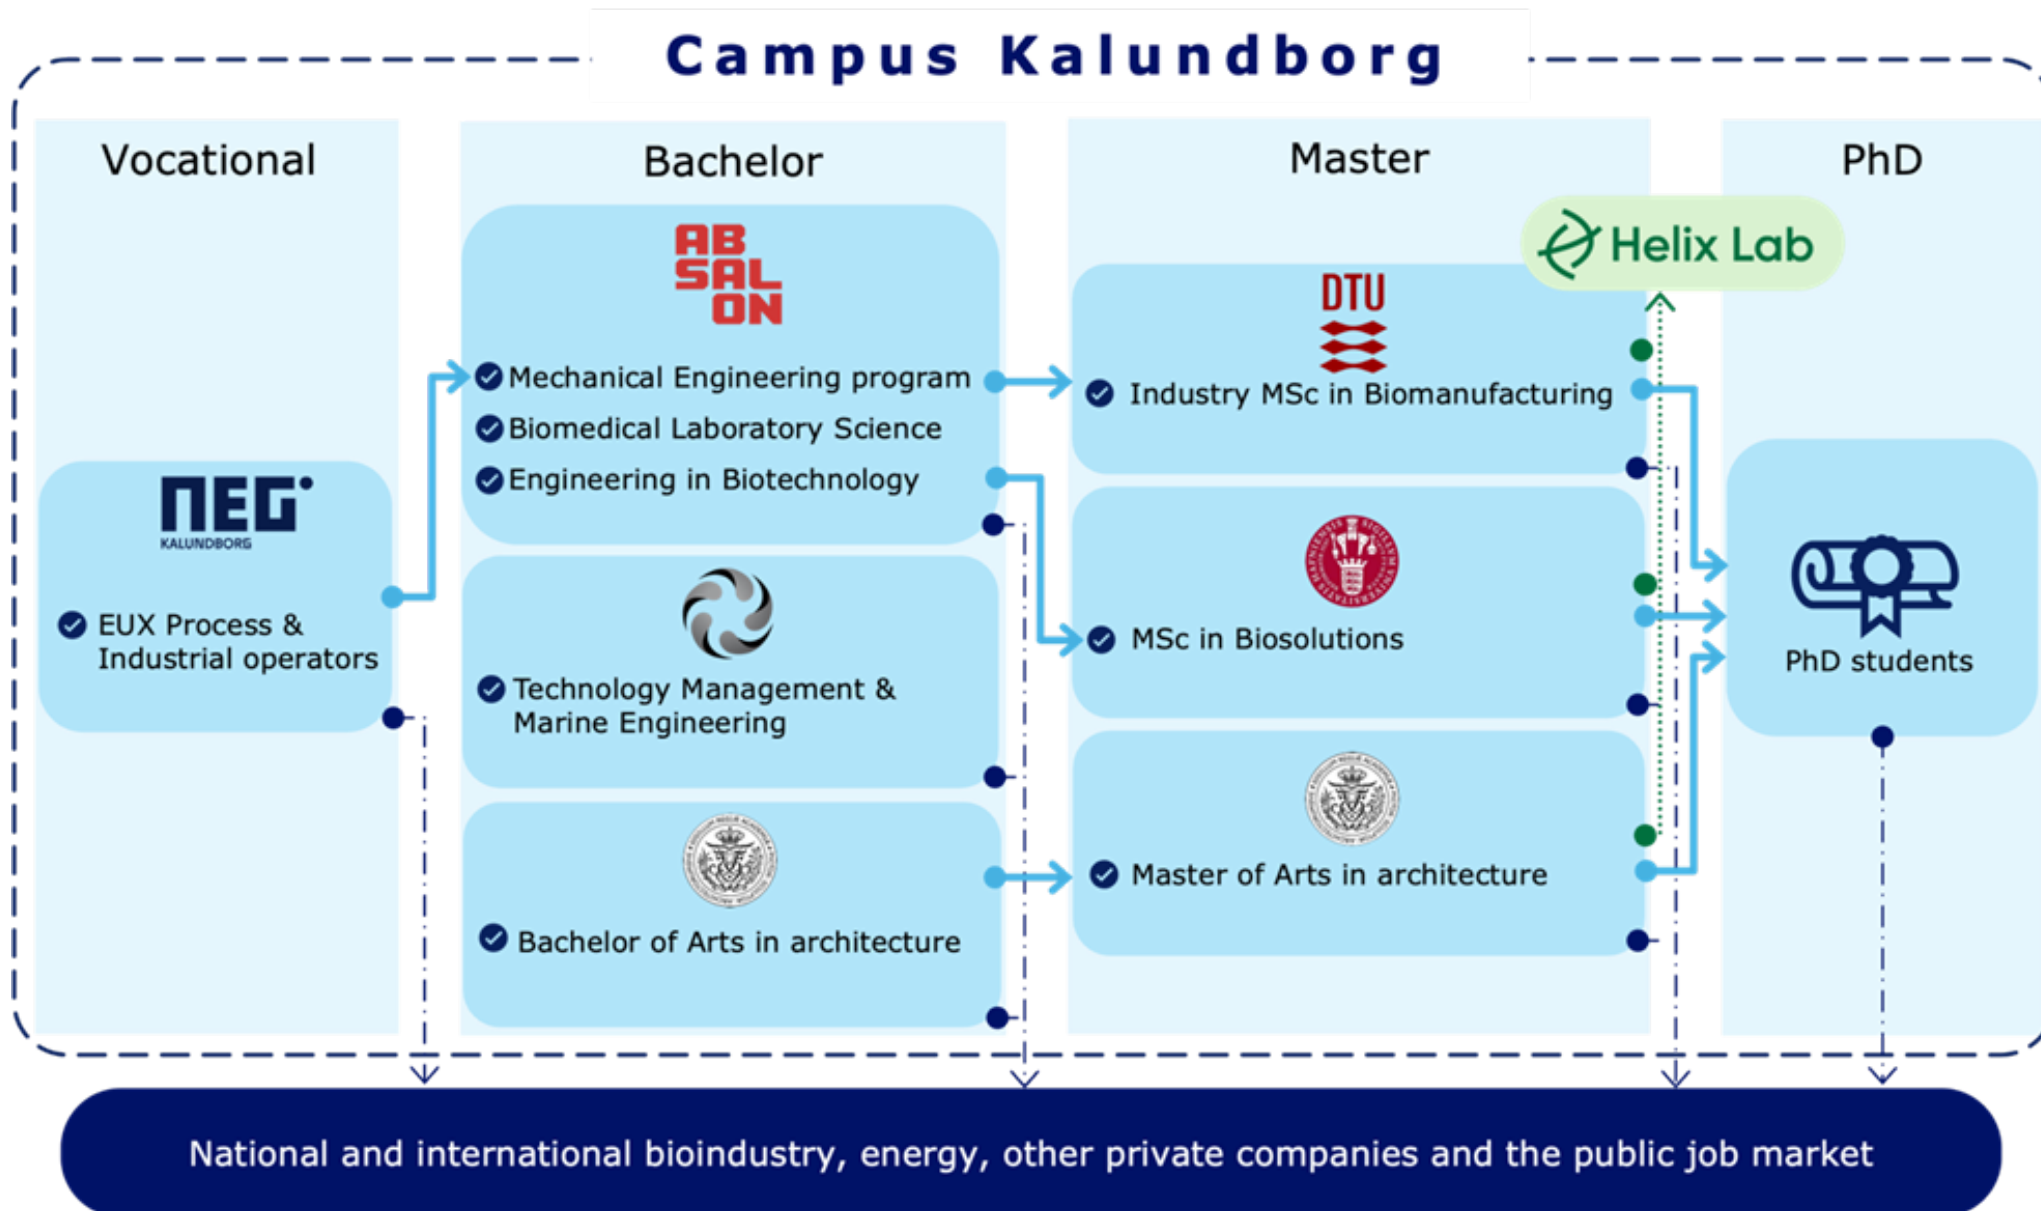 Campus Kalundborg
Vocational
NEG
KALUNDBORG
EUX Process &
Industrial operators
Bachelor
AB
SAL
ON
Mechanical Engineering program
Biomedical Laboratory Science
Engineering in Biotechnology
Technology Management &
Marine Engineering
Bachelor of Arts in architecture
Master
Helix Lab
DTU
Industry MSc in Biomanufacturing
MSc in Biosolutions
Master of Arts in architecture
PhD
PhD students
National and international bioindustry, energy, other private companies and the public job market